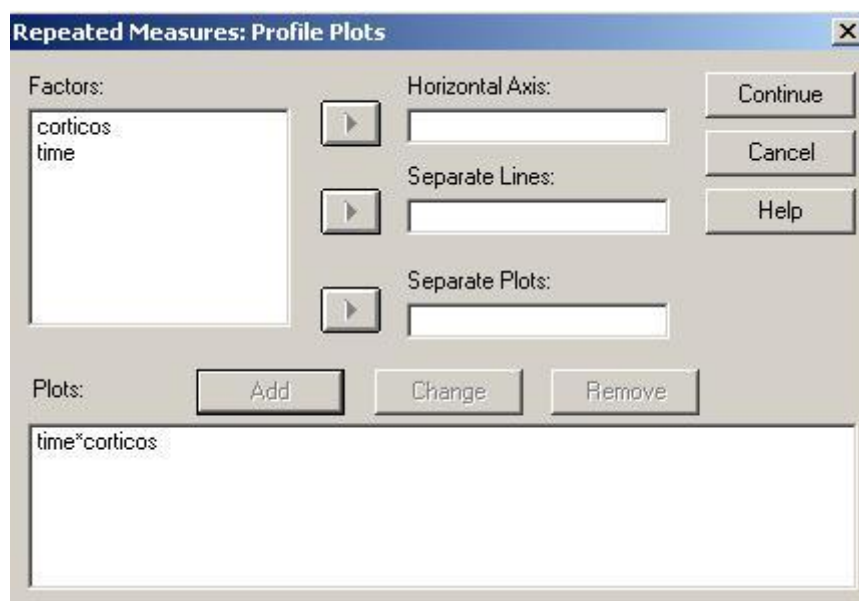 Repeated Measures: Profile Plots
Factors:
corticos
time
Horizontal Axis:
Separate Lines:
Separate Plots:
Continue
Cancel
Help
Plots:
Add
Change
Remove
time*corticos